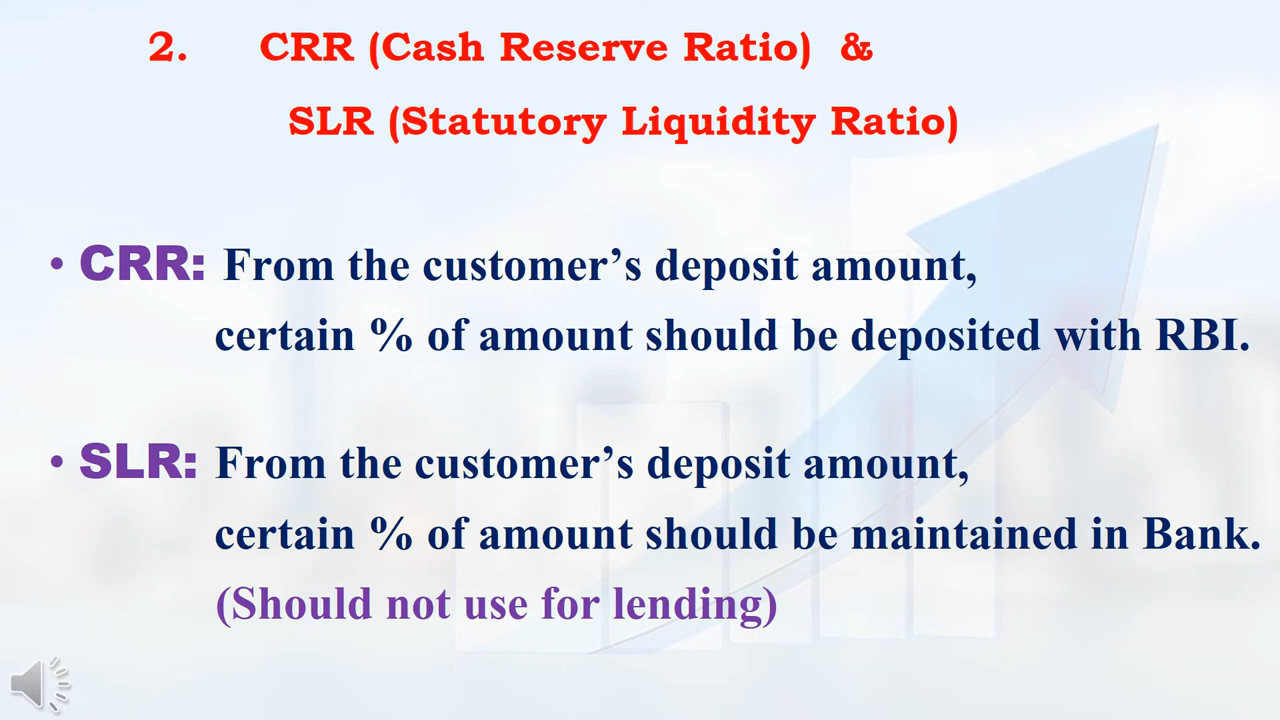 2. CRR (Cash Reserve Ratio) &
SLR (Statutory Liquidity Ratio)
• CRR: From the customer’s deposit amount,
certain % of amount should be deposited with RBI.
• SLR: From the customer’s deposit amount,
certain % of amount should be maintained in Bank.
(Should not use for lending)